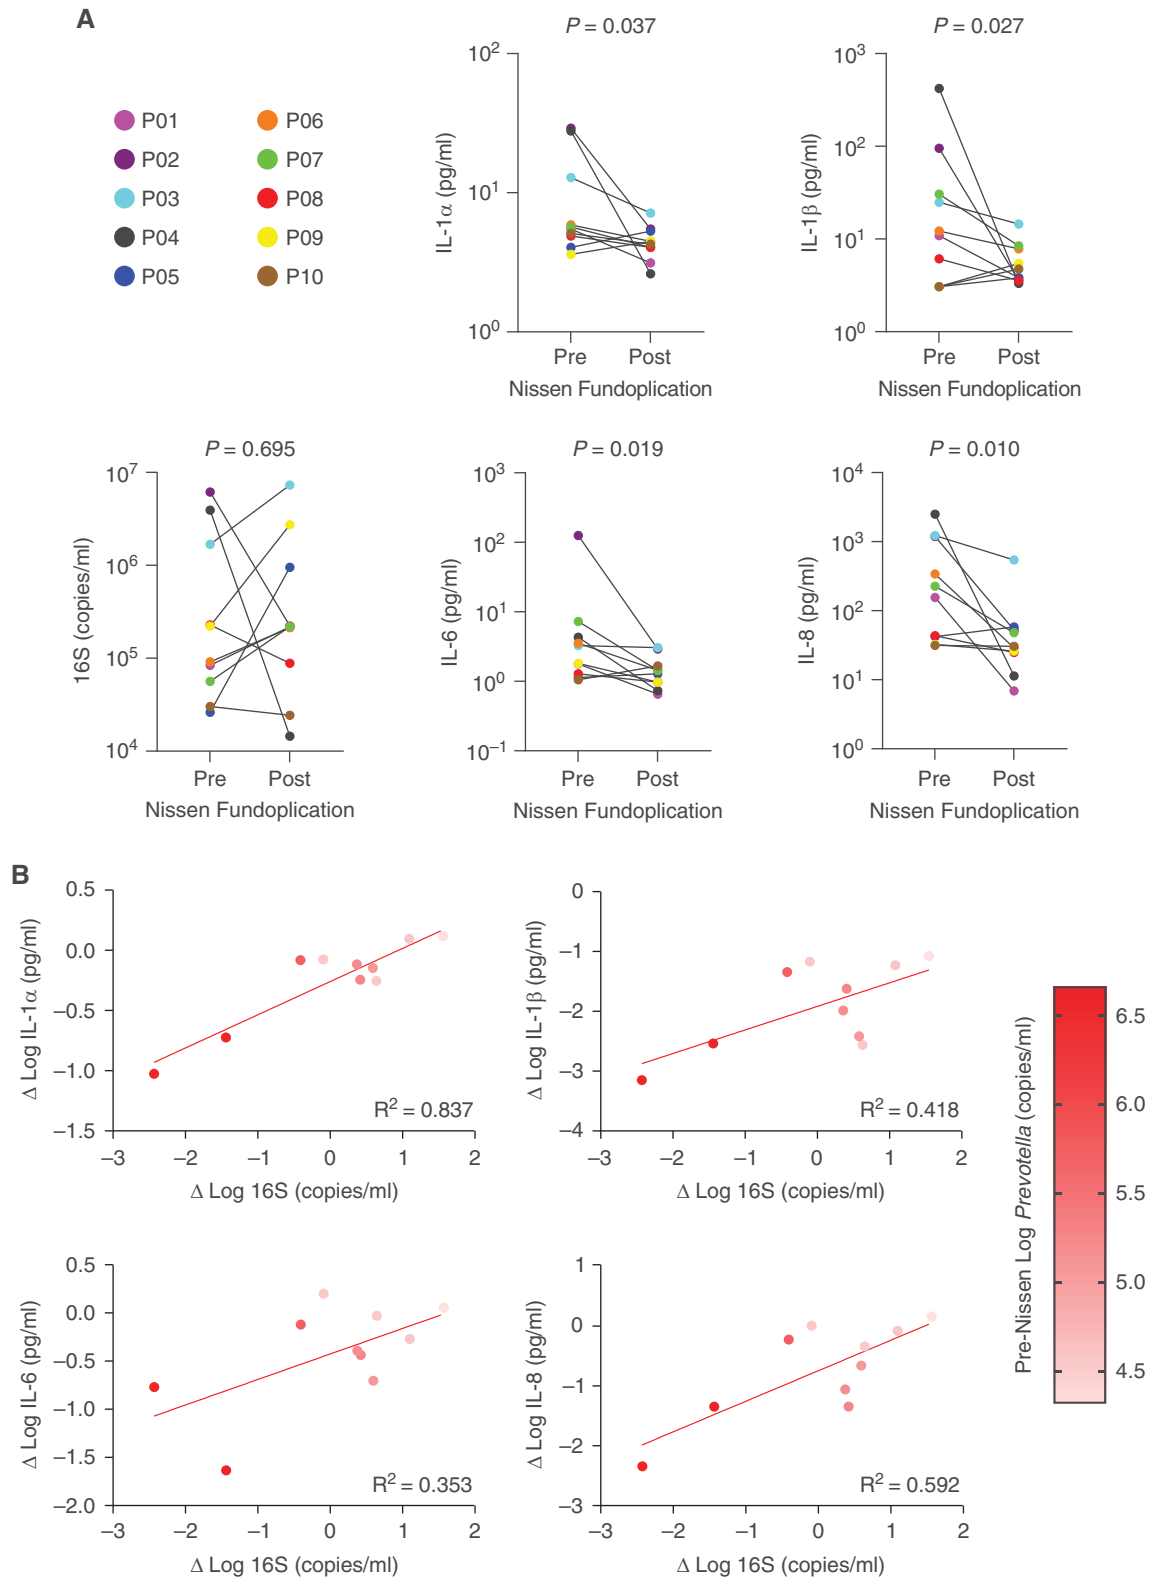 A
P01
P02
P03
P04
P05
P06
P07
P08
P09
P10
P = 0.037
IL-1α (pg/ml)
10²
10¹
10⁰
Pre Post
Nissen Fundoplication
P = 0.027
IL-1β (pg/ml)
10³
10²
10¹
10⁰
Pre Post
Nissen Fundoplication
P = 0.695
16S (copies/ml)
10⁷
10⁶
10⁵
10⁴
Pre Post
Nissen Fundoplication
P = 0.019
IL-6 (pg/ml)
10³
10²
10¹
10⁰
10⁻¹
Pre Post
Nissen Fundoplication
P = 0.010
IL-8 (pg/ml)
10⁴
10³
10²
10¹
10⁰
Pre Post
Nissen Fundoplication
B
Δ Log IL-1α (pg/ml)
0.5
0.0
–0.5
–1.0
–1.5
R² = 0.837
–3 –2 –1 0 1 2
Δ Log 16S (copies/ml)
Δ Log IL-1β (pg/ml)
0
–1
–2
–3
–4
R² = 0.418
–3 –2 –1 0 1 2
Δ Log 16S (copies/ml)
Δ Log IL-6 (pg/ml)
0.5
0.0
–0.5
–1.0
–1.5
–2.0
R² = 0.353
–3 –2 –1 0 1 2
Δ Log 16S (copies/ml)
Δ Log IL-8 (pg/ml)
1
0
–1
–2
–3
R² = 0.592
–3 –2 –1 0 1 2
Δ Log 16S (copies/ml)
Pre-Nissen Log Prevotella (copies/ml)
6.5
6.0
5.5
5.0
4.5